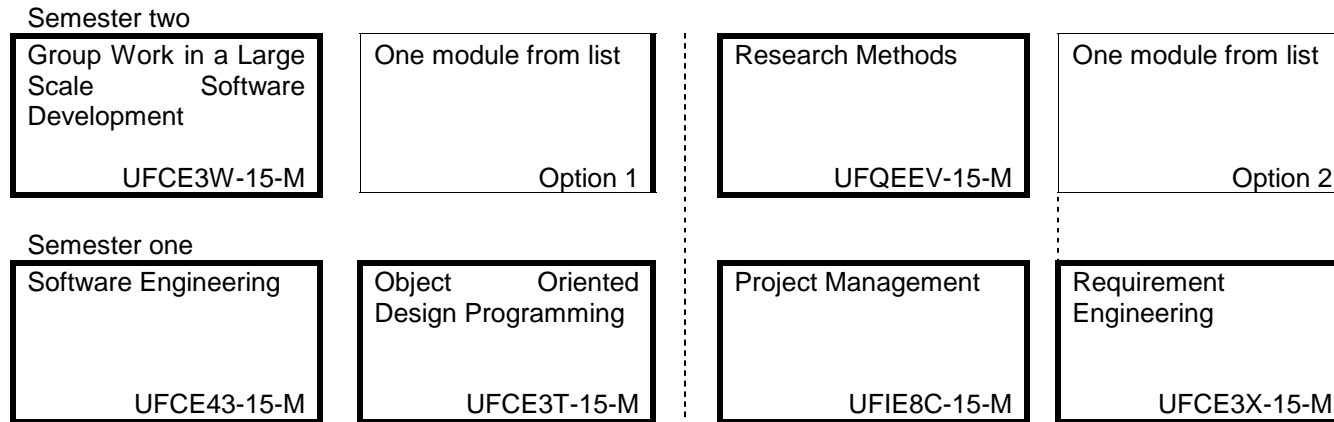 Semester two
Group Work in a Large
Scale Software
Development
UFCE3W-15-M
One module from list
Option 1
Research Methods
UFQEEV-15-M
One module from list
Option 2
Semester one
Software Engineering
UFCE43-15-M
Object Oriented
Design Programming
UFCE3T-15-M
Project Management
UFIE8C-15-M
Requirement
Engineering
UFCE3X-15-M